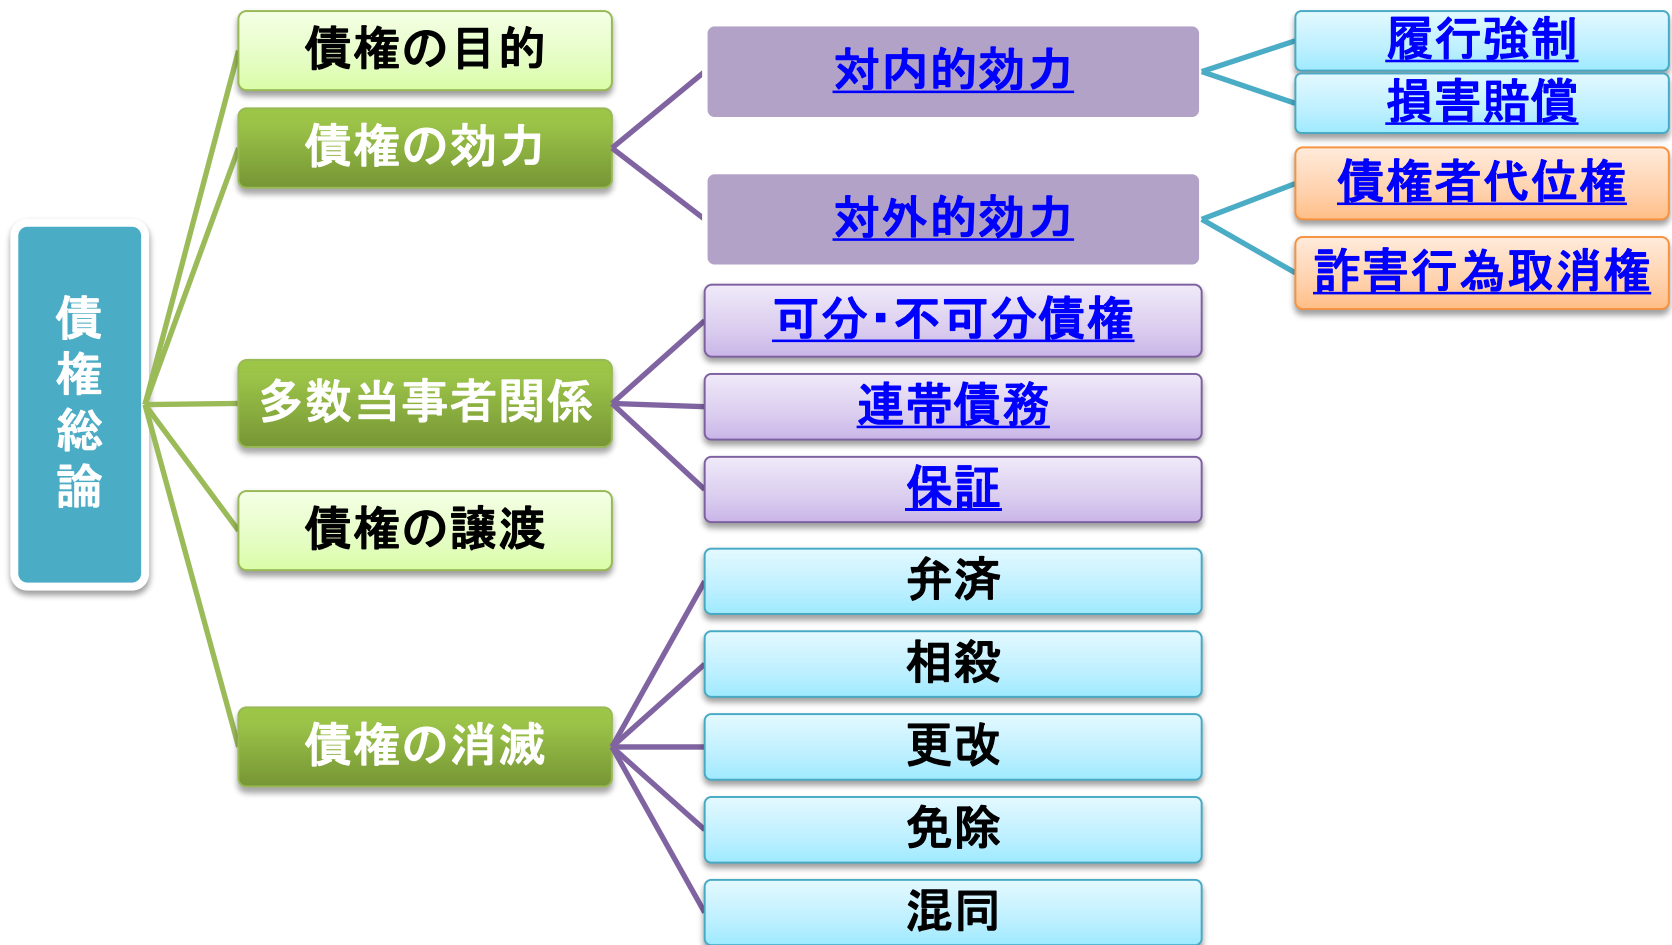 債権総論
債権の目的
債権の効力
対内的効力
履行強制
損害賠償
対外的効力
債権者代位権
詐害行為取消権
多数当事者関係
可分・不可分債権
連帯債務
保証
債権の譲渡
債権の消滅
弁済
相殺
更改
免除
混同